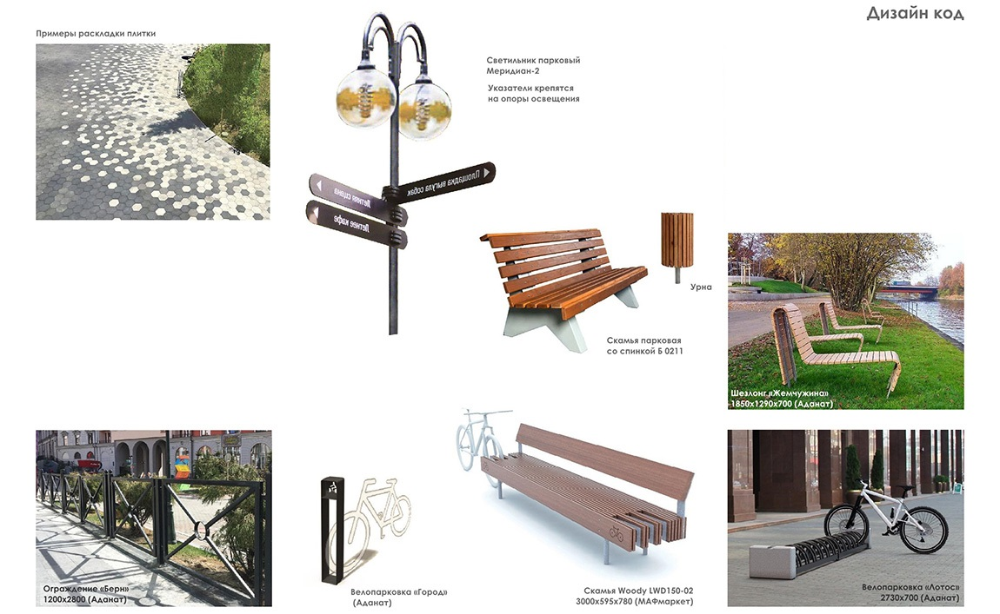 Дизайн код
Примеры раскладки плитки
Светильник парковый
Меридиан-2
Указатели крепятся
на опоры освещения
Площадка выгула собак
Летняя сцена
Летнее кафе
Урна
Скамья парковая
со спинкой Б 0211
Шезлонг «Жемчужина»
1850х1290х700 (Аданат)
Ограждение «Берн»
1200х2800 (Аданат)
Велопарковка «Город»
(Аданат)
Скамья Woody LWD150-02
3000х595х780 (МАФмаркет)
Велопарковка «Лотос»
2730х700 (Аданат)